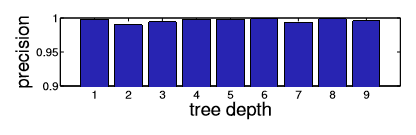 precision
1
0.95
0.9
1 2 3 4 5 6 7 8 9
tree depth